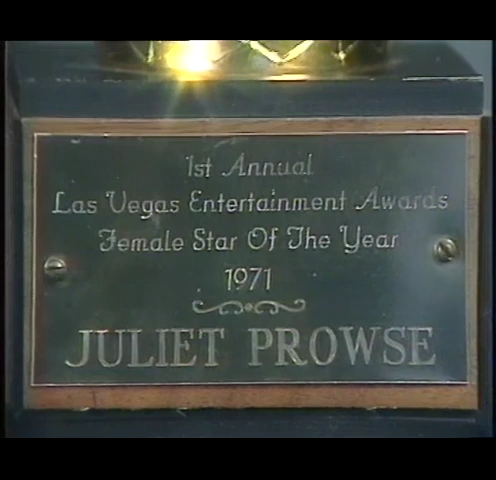 1st Annual
Las Vegas Entertainment Awards
Female Star Of The Year
1971
JULIET PROWSE